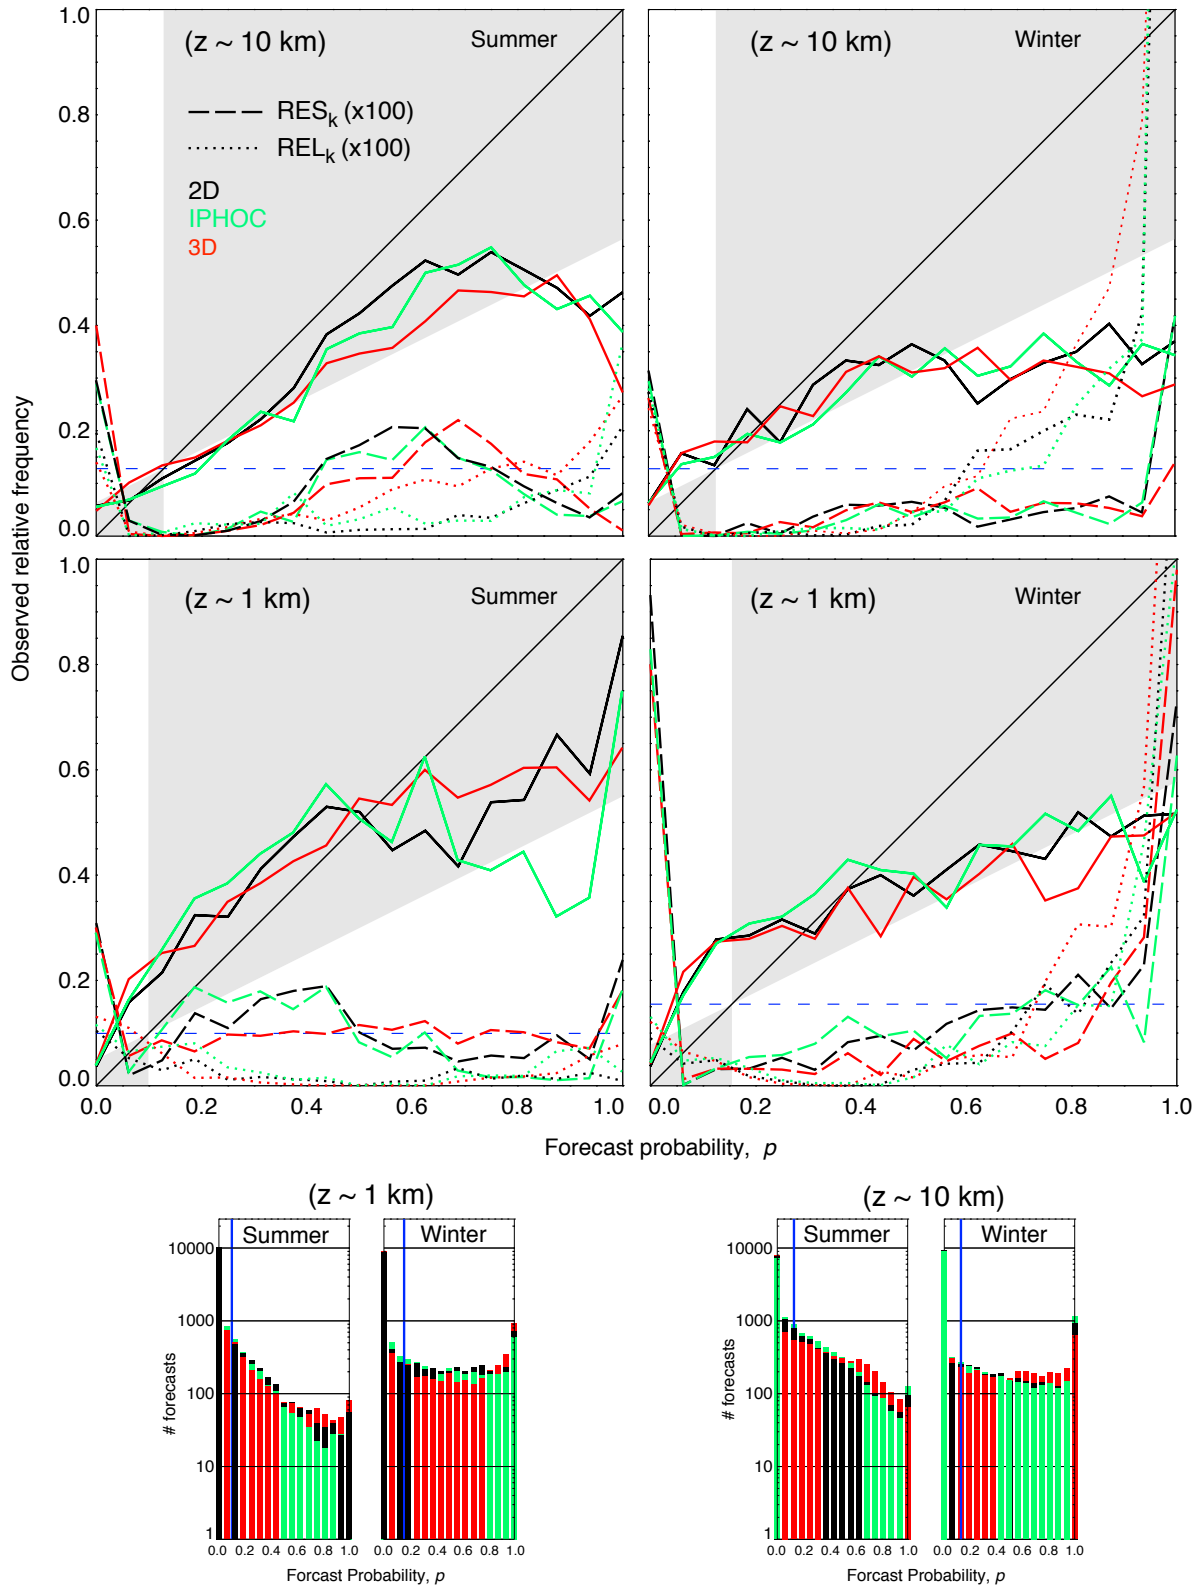 (z ~ 10 km)
Summer
(z ~ 10 km)
Winter
1.0
0.8
0.6
0.4
0.2
0.0
RES_k (x100)
REL_k (x100)
2D
IPHOC
3D
Observed relative frequency
(z ~ 1 km)
Summer
(z ~ 1 km)
Winter
1.0
0.8
0.6
0.4
0.2
0.0
0.0 0.2 0.4 0.6 0.8 1.0
0.0 0.2 0.4 0.6 0.8 1.0
Forecast probability, p
(z ~ 1 km)
(z ~ 10 km)
Summer
Winter
Summer
Winter
10000
1000
100
10
1
# forecasts
10000
1000
100
10
1
# forecasts
0.0 0.2 0.4 0.6 0.8 1.0
0.0 0.2 0.4 0.6 0.8 1.0
0.0 0.2 0.4 0.6 0.8 1.0
0.0 0.2 0.4 0.6 0.8 1.0
Forcast Probability, p
Forcast Probability, p